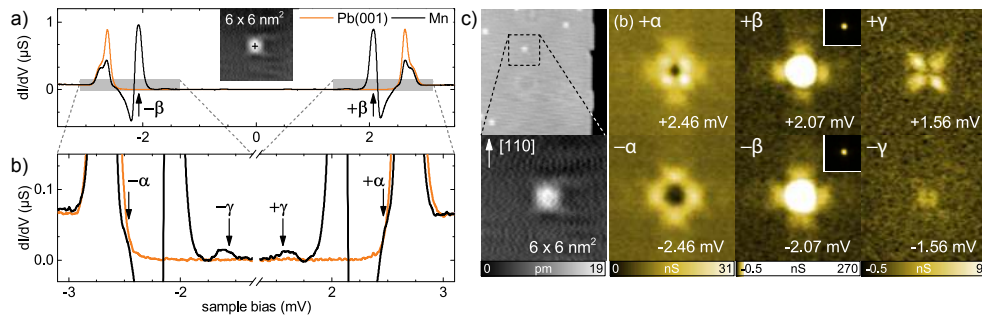 a)
Pb(001)
Mn
6 x 6 nm²
dI/dV (µS)
1
0
−β
+β
-2
0
2
b)
dI/dV (µS)
0.1
0.0
−α
−γ
+γ
+α
-3
-2
2
3
sample bias (mV)
c)
[110]
6 x 6 nm²
0 pm 19
(b) +α
+2.46 mV
+β
+2.07 mV
+γ
+1.56 mV
−α
-2.46 mV
−β
-2.07 mV
−γ
-1.56 mV
0 nS 31
-0.5 nS 270
-0.5 nS 9